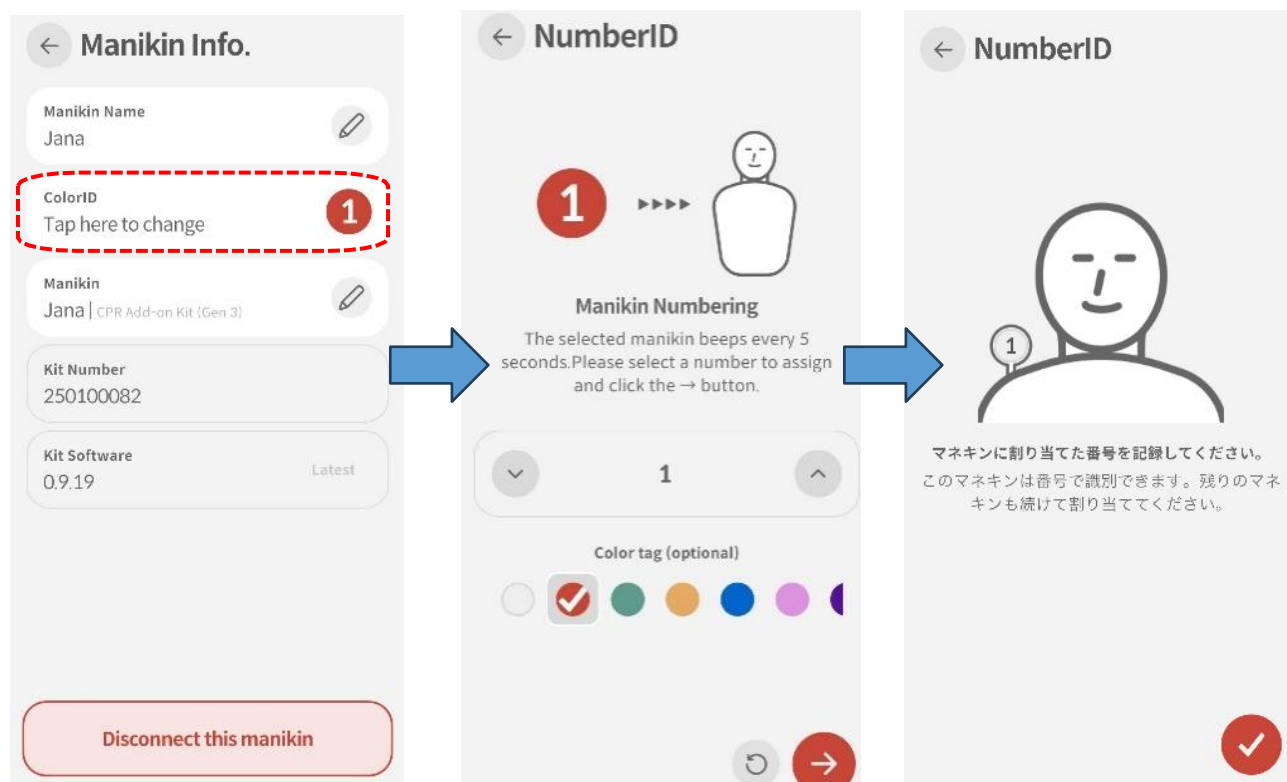 Manikin Info.
Manikin Name
Jana
ColorID
Tap here to change
1
Manikin
Jana | CPR Add-on Kit (Gen 3)
Kit Number
250100082
Kit Software
0.9.19
Latest
Disconnect this manikin
NumberID
1
Manikin Numbering
The selected manikin beeps every 5
seconds.Please select a number to assign
and click the → button.
1
Color tag (optional)
NumberID
1
マネキンに割り当てた番号を記録してください。
このマネキンは番号で識別できます。残りのマネ
キンも続けて割り当ててください。